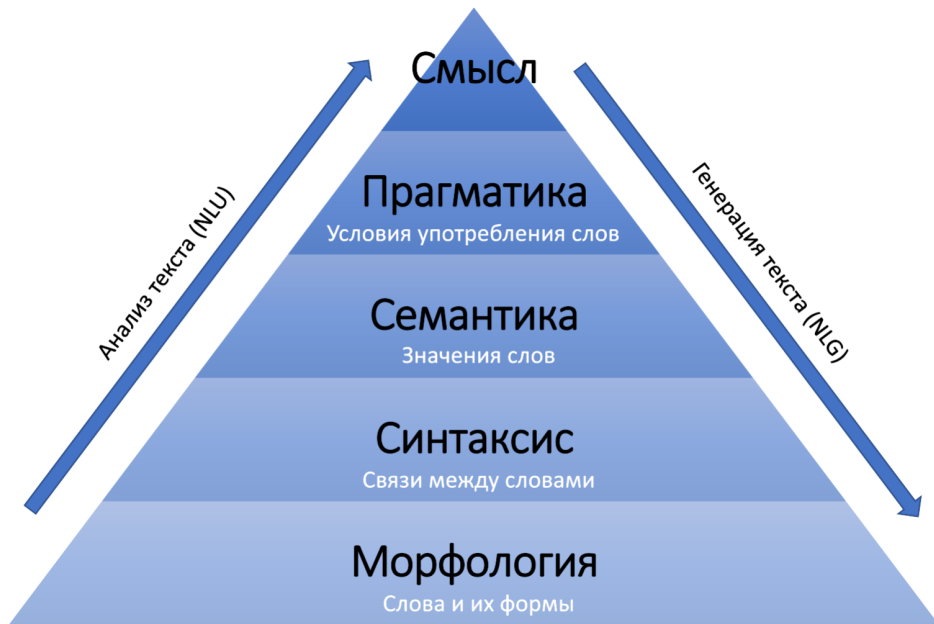 Смысл
Прагматика
Условия употребления слов
Семантика
Значения слов
Синтаксис
Связи между словами
Морфология
Слова и их формы
Анализ текста (NLU)
Генерация текста (NLG)